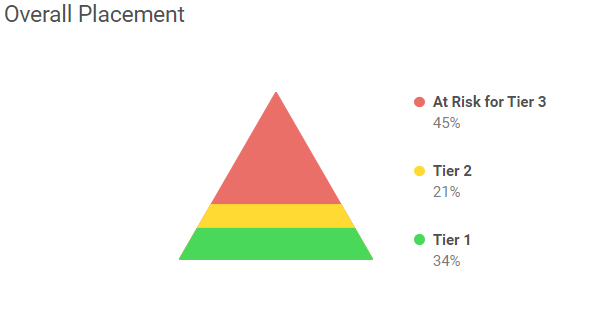 Overall Placement
At Risk for Tier 3
45%
Tier 2
21%
Tier 1
34%